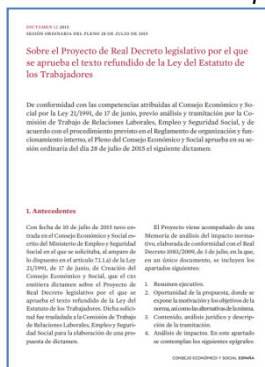 DICTAMEN 12 2015
SESIÓN ORDINARIA DEL PLENO 28 DE JULIO DE 2015
Sobre el Proyecto de Real Decreto legislativo por el que
se aprueba el texto refundido de la Ley del Estatuto de
los Trabajadores
De conformidad con las competencias atribuidas al Consejo Económico y So-
cial por la Ley 21/1991, de 17 de junio, previo análisis y tramitación por la Co-
misión de Trabajo de Relaciones Laborales, Empleo y Seguridad Social, y de
acuerdo con el procedimiento previsto en el Reglamento de organización y fun-
cionamiento interno, el Pleno del Consejo Económico y Social aprueba en su se-
sión ordinaria del día 28 de julio de 2015 el siguiente dictamen:
1. Antecedentes
Con fecha de 10 de julio de 2015 tuvo en-
trada en el Consejo Económico y Social es-
crito del Ministerio de Empleo y Seguridad
Social en el que se solicitaba, al amparo de
lo dispuesto en el artículo 7.1.1.a) de la Ley
21/1991, de 17 de junio, de Creación del
Consejo Económico y Social, que el CES
emitiera dictamen sobre el Proyecto de
Real Decreto legislativo por el que se
aprueba el texto refundido de la Ley del
Estatuto de los Trabajadores. Dicha solici-
tud fue trasladada a la Comisión de Trabajo
de Relaciones Laborales, Empleo y Seguri-
dad Social para la elaboración de una pro-
puesta de dictamen.
El Proyecto viene acompañado de una
Memoria de análisis del impacto norma-
tivo, elaborada de conformidad con el Real
Decreto 1083/2009, de 3 de julio, en la que,
en un único documento, se incluyen los
apartados siguientes:
1. Resumen ejecutivo.
2. Oportunidad de la propuesta, donde se
expone la motivación y los objetivos de la
norma, así como las alternativas de la misma.
3. Contenido, análisis jurídico y descrip-
ción de la tramitación.
4. Análisis de impactos. En este apartado
se contemplan los siguientes epígrafes:
CONSEJO ECONÓMICO Y SOCIAL ESPAÑA